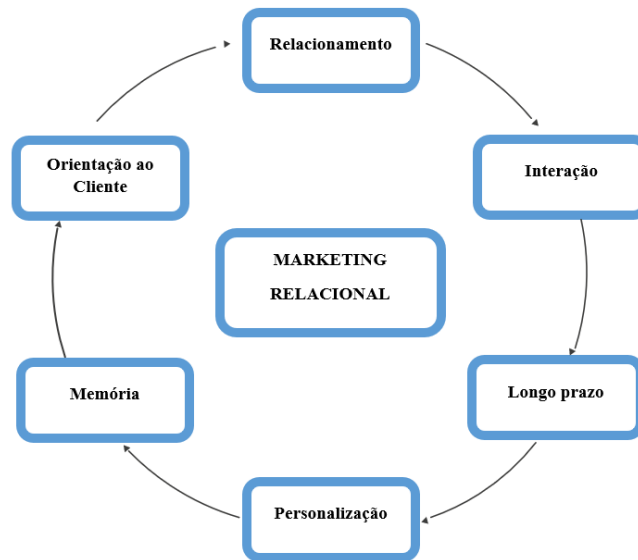 Relacionamento
Orientação ao
Cliente
Interação
MARKETING
RELACIONAL
Memória
Longo prazo
Personalização